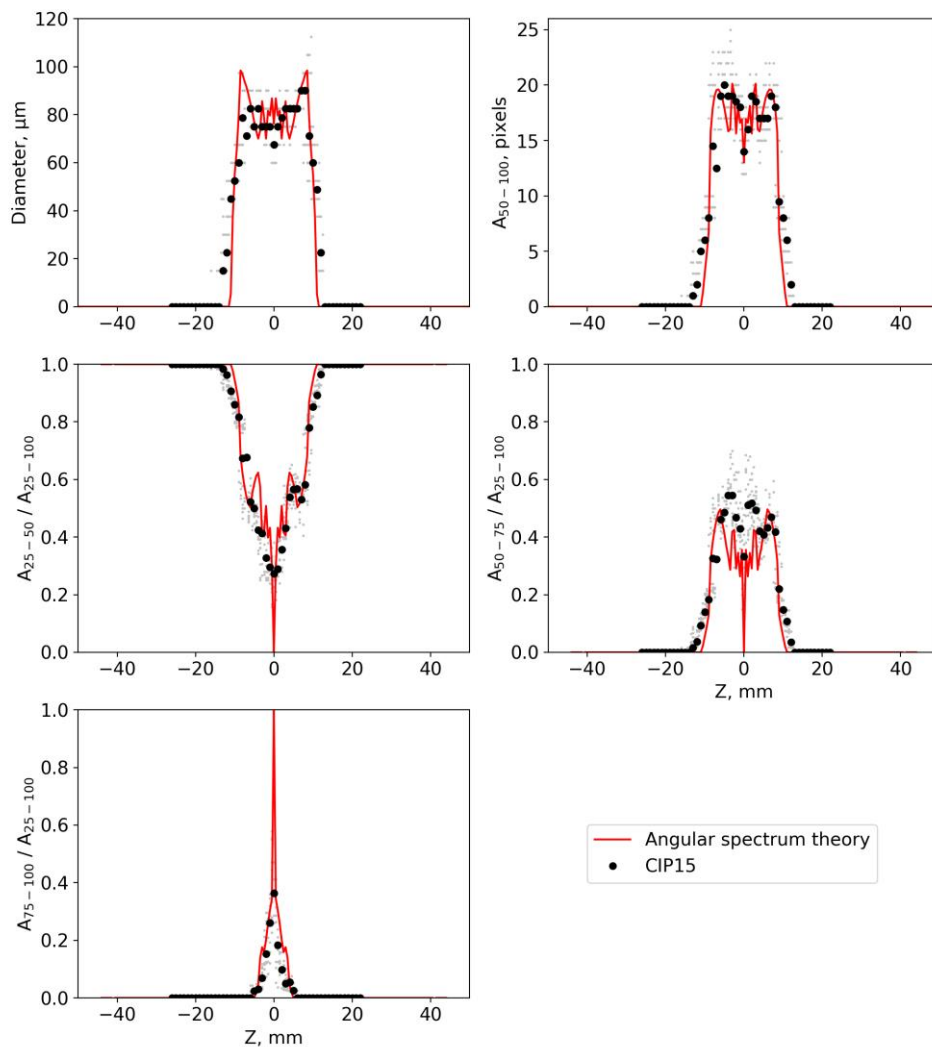 120
100
80
60
40
20
0
Diameter, µm
−40 −20 0 20 40
25
20
15
10
5
0
A50−100, pixels
−40 −20 0 20 40
1.0
0.8
0.6
0.4
0.2
0.0
A25−50 / A25−100
−40 −20 0 20 40
1.0
0.8
0.6
0.4
0.2
0.0
A50−75 / A25−100
−40 −20 0 20 40
Z, mm
1.0
0.8
0.6
0.4
0.2
0.0
A75−100 / A25−100
−40 −20 0 20 40
Z, mm
Angular spectrum theory
CIP15